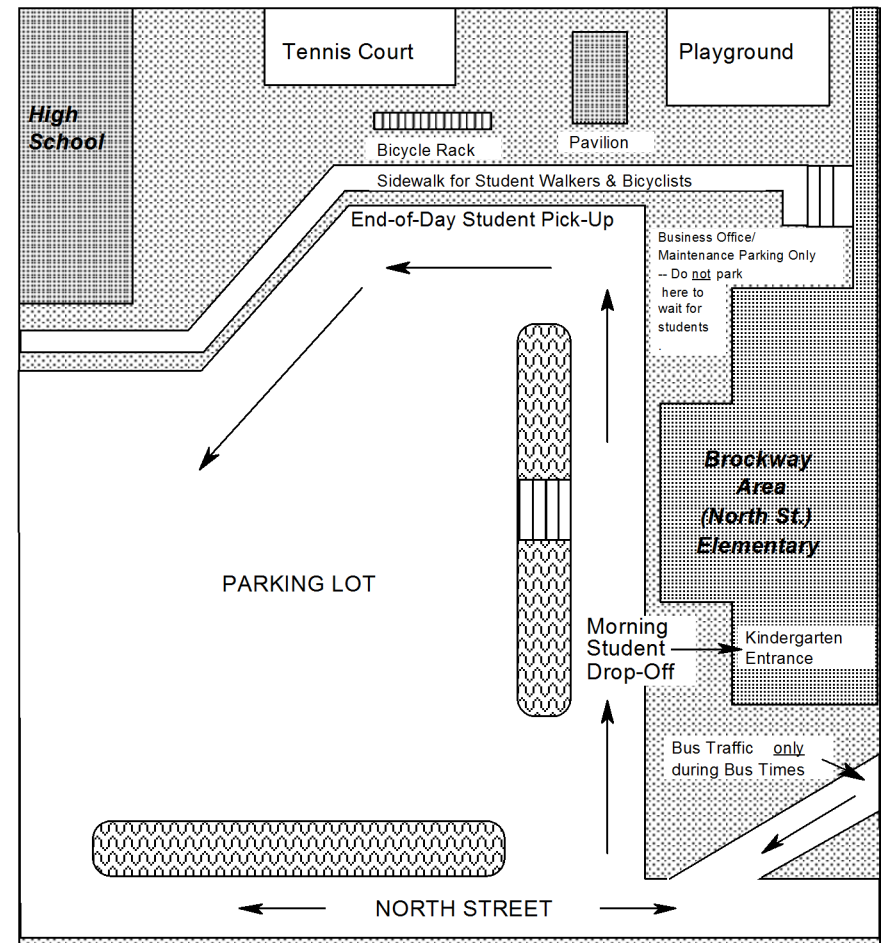 Tennis Court
Playground
High
School
Bicycle Rack
Pavilion
Sidewalk for Student Walkers & Bicyclists
End-of-Day Student Pick-Up
Business Office/
Maintenance Parking Only
-- Do not park
here to
wait for
students
.
Brockway
Area
(North St.)
Elementary
PARKING LOT
Morning
Student
Drop-Off
Kindergarten
Entrance
Bus Traffic only
during Bus Times
NORTH STREET